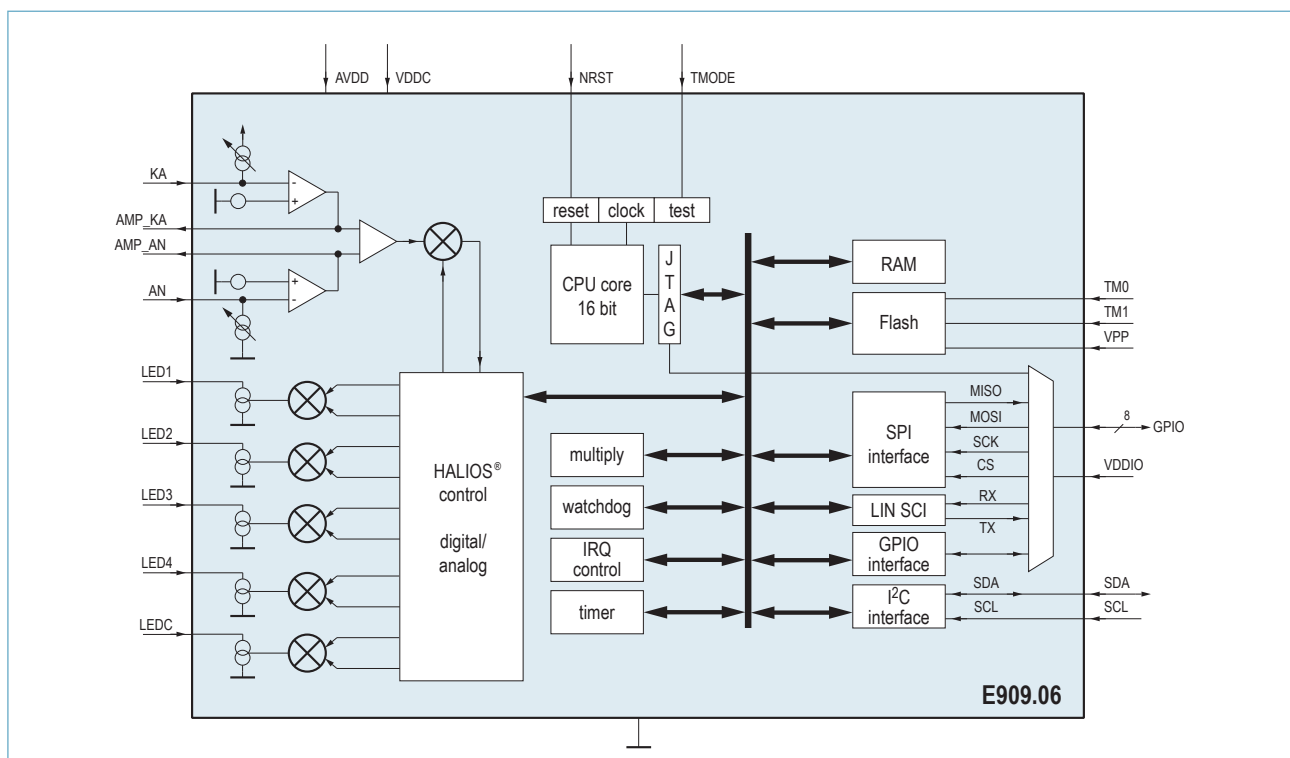 AVDD
VDDC
NRST
TMODE
KA
-
+
AMP_KA
AMP_AN
+
-
AN
reset
clock
test
CPU core
16 bit
J
T
A
G
RAM
Flash
TM0
TM1
VPP
LED1
LED2
LED3
LED4
LEDC
HALIOS®
control
digital/
analog
multiply
watchdog
IRQ
control
timer
SPI
interface
MISO
MOSI
SCK
CS
LIN SCI
RX
TX
GPIO
interface
I²C
interface
SDA
SCL
8
GPIO
VDDIO
SDA
SCL
E909.06